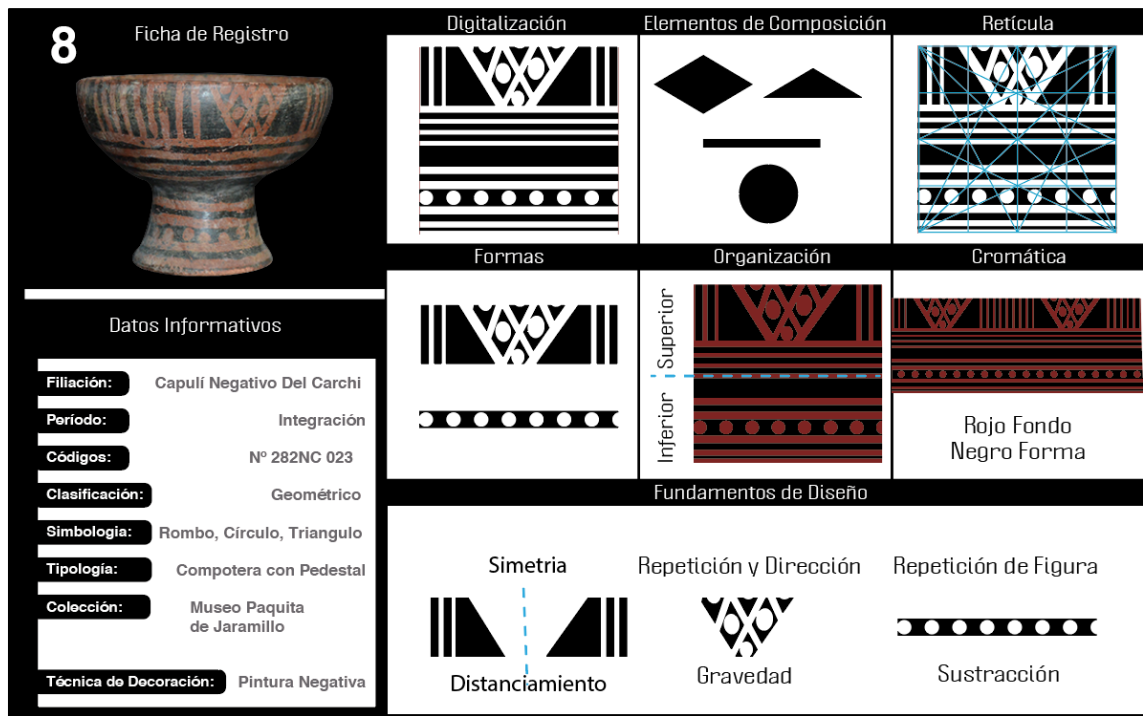 8
Ficha de Registro
Datos Informativos
Filiación: Capulí Negativo Del Carchi
Período: Integración
Códigos: Nº 282NC 023
Clasificación: Geométrico
Simbologia: Rombo, Círculo, Triangulo
Tipología: Compotera con Pedestal
Colección: Museo Paquita
de Jaramillo
Técnica de Decoración: Pintura Negativa
Digitalización
Elementos de Composición
Retícula
Formas
Organización
Superior
Inferior
Cromática
Rojo Fondo
Negro Forma
Fundamentos de Diseño
Simetria
Distanciamiento
Repetición y Dirección
Gravedad
Repetición de Figura
Sustracción